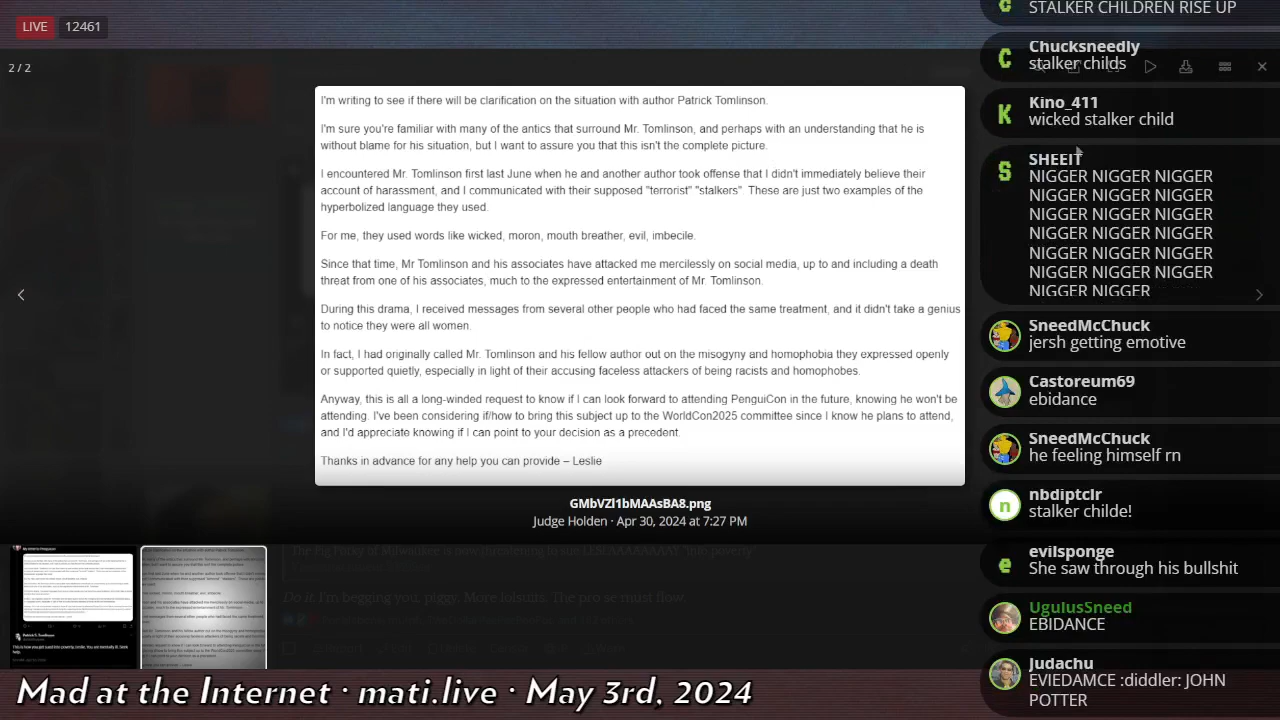 LIVE 12461
2 / 2
I'm writing to see if there will be clarification on the situation with author Patrick Tomlinson.
I'm sure you're familiar with many of the antics that surround Mr. Tomlinson, and perhaps with an understanding that he is
without blame for his situation, but I want to assure you that this isn't the complete picture.
I encountered Mr. Tomlinson first last June when he and another author took offense that I didn't immediately believe their
account of harassment, and I communicated with their supposed "terrorist" "stalkers". These are just two examples of the
hyperbolized language they used.
For me, they used words like wicked, moron, mouth breather, evil, imbecile.
Since that time, Mr Tomlinson and his associates have attacked me mercilessly on social media, up to and including a death
threat from one of his associates, much to the expressed entertainment of Mr. Tomlinson.
During this drama, I received messages from several other people who had faced the same treatment, and it didn't take a genius
to notice they were all women.
In fact, I had originally called Mr. Tomlinson and his fellow author out on the misogyny and homophobia they expressed openly
or supported quietly, especially in light of their accusing faceless attackers of being racists and homophobes.
Anyway, this is all a long-winded request to know if I can look forward to attending PenguiCon in the future, knowing he won't be
attending. I've been considering if/how to bring this subject up to the WorldCon2025 committee since I know he plans to attend,
and I'd appreciate knowing if I can point to your decision as a precedent.
Thanks in advance for any help you can provide – Leslie
GMbVZl1bMAAsBA8.png
Judge Holden · Apr 30, 2024 at 7:27 PM
STALKER CHILDREN RISE UP
C
Chucksneedly
stalker childs
K
Kino_411
wicked stalker child
S
SHEEIT
NIGGER NIGGER NIGGER
NIGGER NIGGER NIGGER
NIGGER NIGGER NIGGER
NIGGER NIGGER NIGGER
NIGGER NIGGER NIGGER
NIGGER NIGGER NIGGER
NIGGER NIGGER
SneedMcChuck
jersh getting emotive
Castoreum69
ebidance
SneedMcChuck
he feeling himself rn
n
nbdiptclr
stalker childe!
e
evilsponge
She saw through his bullshit
UgulusSneed
EBIDANCE
Judachu
EVIEDAMCE :diddler: JOHN
POTTER
Mad at the Internet · mati.live · May 3rd, 2024